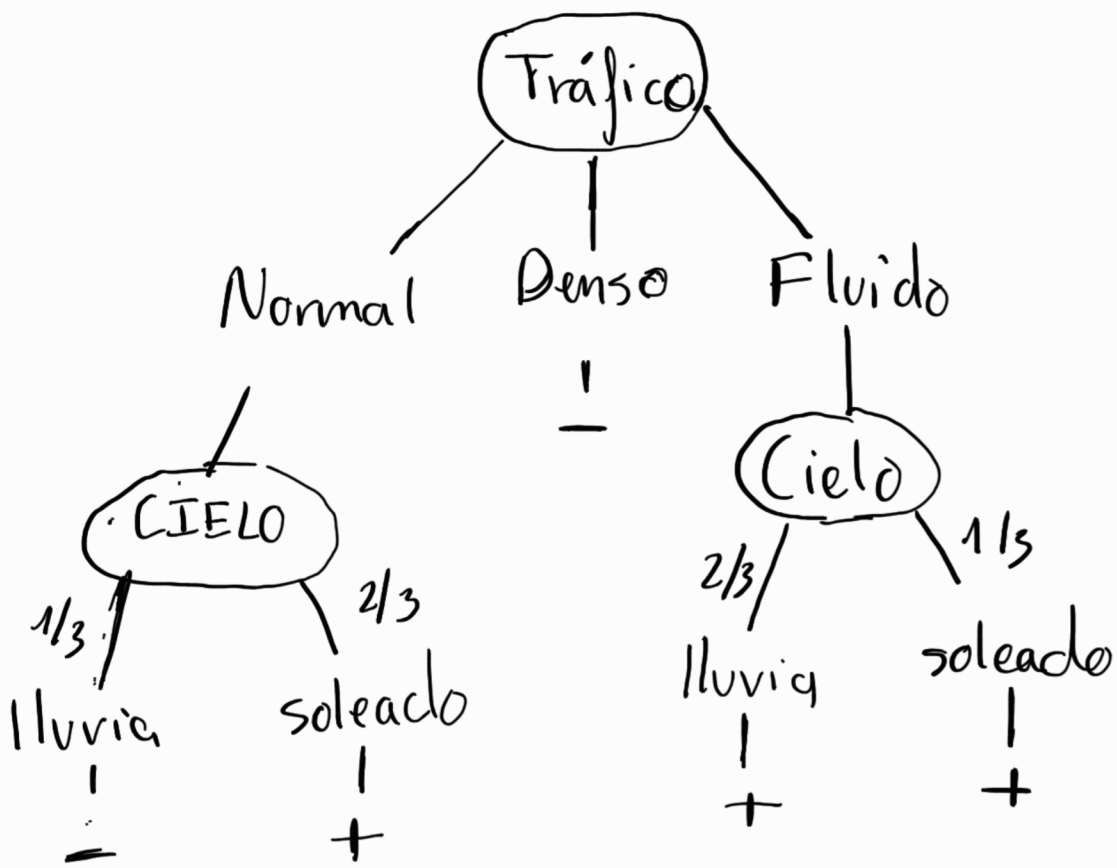 Tráfico
Normal
Denso
Fluido
-
CIELO
Cielo
1/3
2/3
2/3
1/3
lluvia
soleado
lluvia
soleado
-
+
+
+